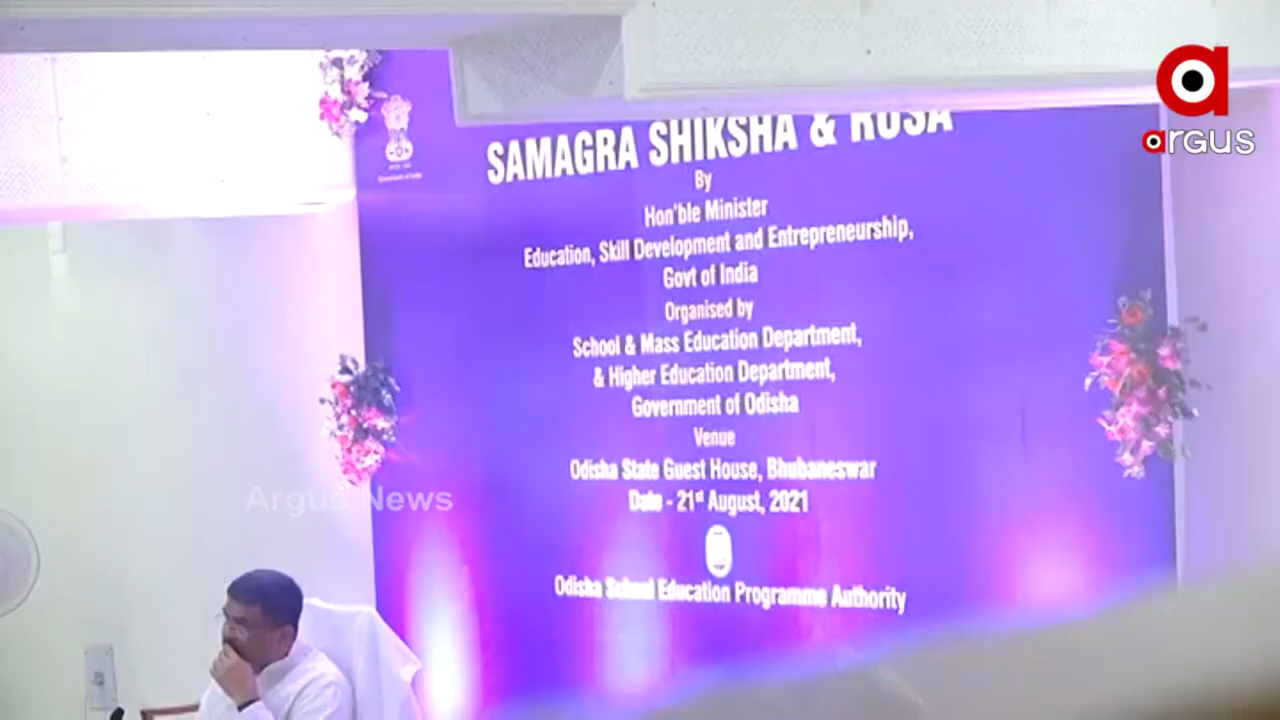 argus
SAMAGRA SHIKSHA & RUSA
By
Hon'ble Minister
Education, Skill Development and Entrepreneurship,
Govt of India
Organised by
School & Mass Education Department,
& Higher Education Department,
Government of Odisha
Venue
Odisha State Guest House, Bhubaneswar
Date - 21st August, 2021
Odisha School Education Programme Authority
Argus News